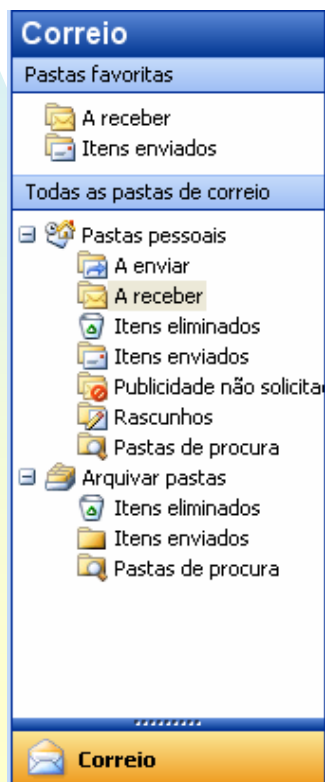 Correio
Pastas favoritas
A receber
Itens enviados
Todas as pastas de correio
Pastas pessoais
A enviar
A receber
Itens eliminados
Itens enviados
Publicidade não solicita
Rascunhos
Pastas de procura
Arquivar pastas
Itens eliminados
Itens enviados
Pastas de procura
Correio